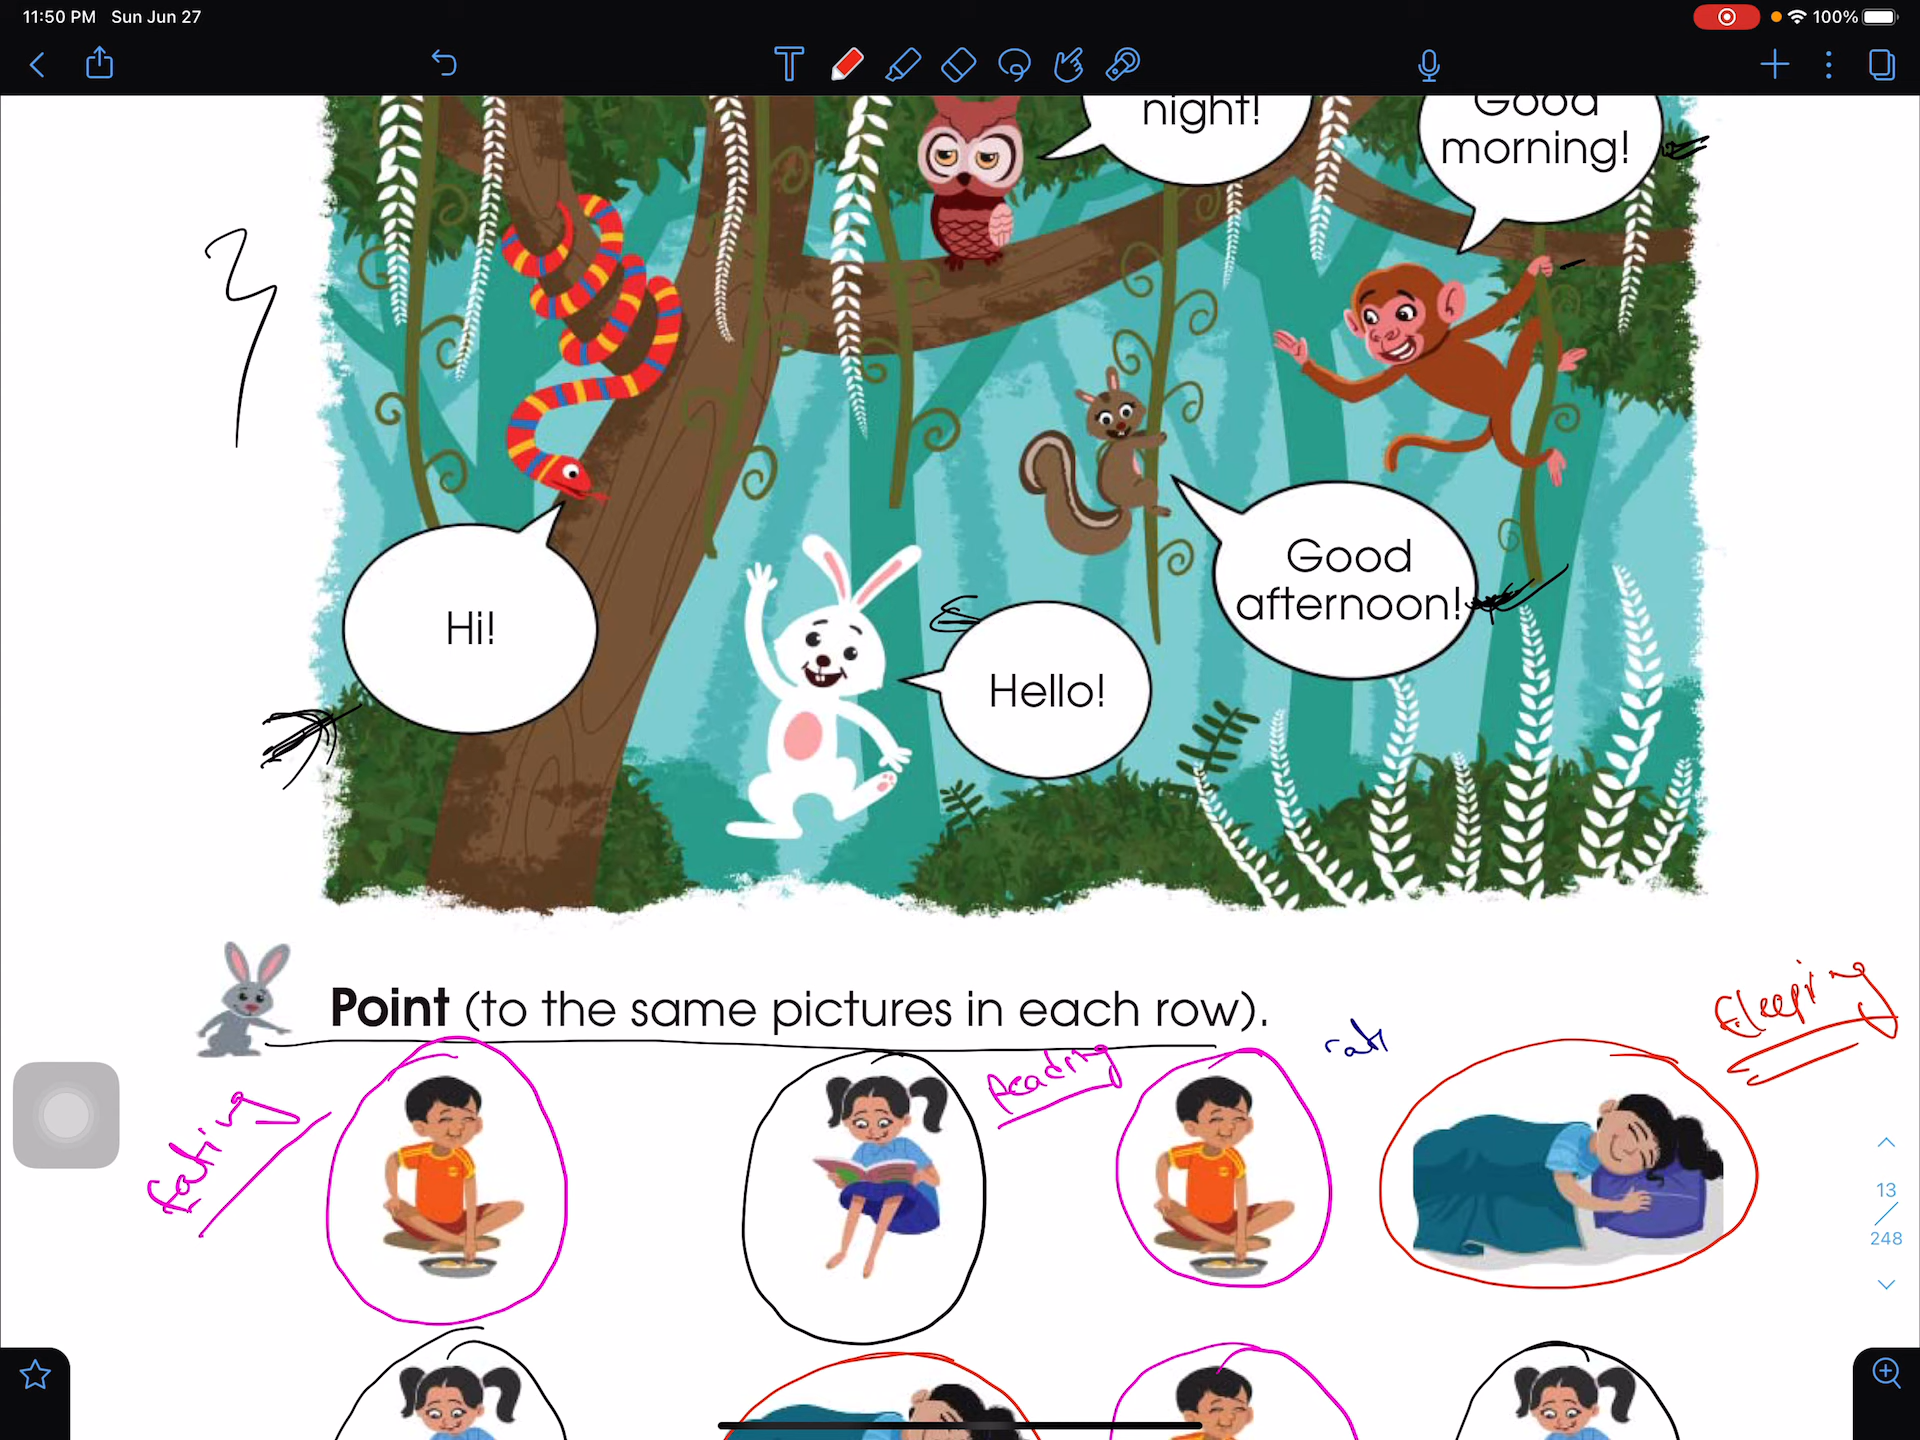 11:50 PM Sun Jun 27
100%
night!
Good
morning!
Good
afternoon!
Hi!
Hello!
Point (to the same pictures in each row).
Sleeping
Reading
Eating
13
248